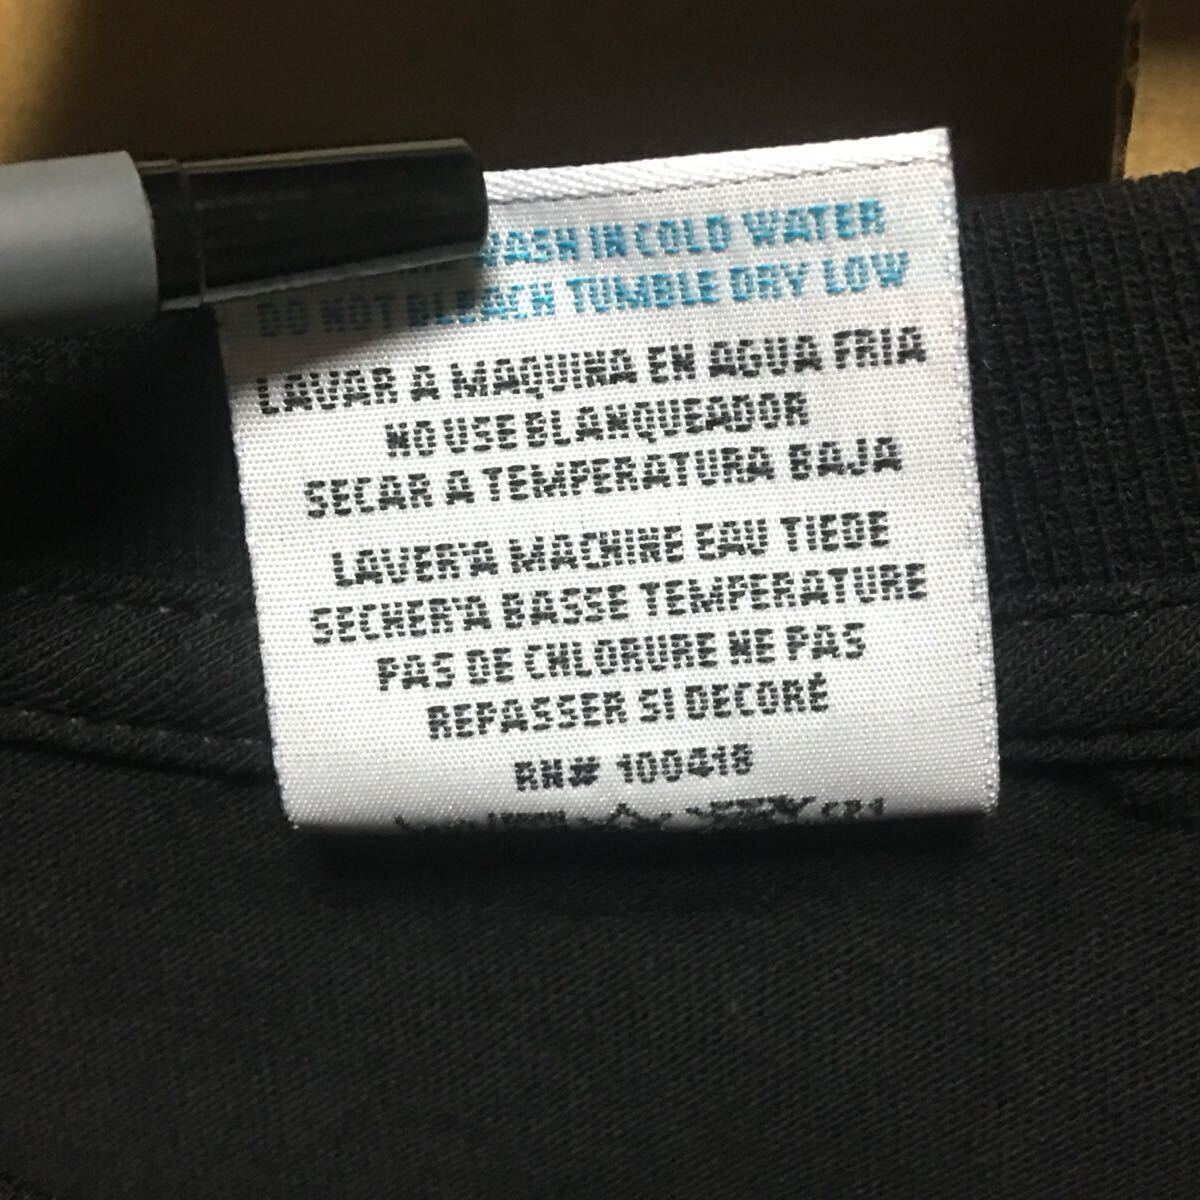 WASH IN COLD WATER
DO NOT BLEACH TUMBLE DRY LOW
LAVAR A MAQUINA EN AGUA FRIA
NO USE BLANQUEADOR
SECAR A TEMPERATURA BAJA
LAVER'A MACHINE EAU TIEDE
SECHER'A BASSE TEMPERATURE
PAS DE CHLORURE NE PAS
REPASSER SI DECORÉ
RN# 100418